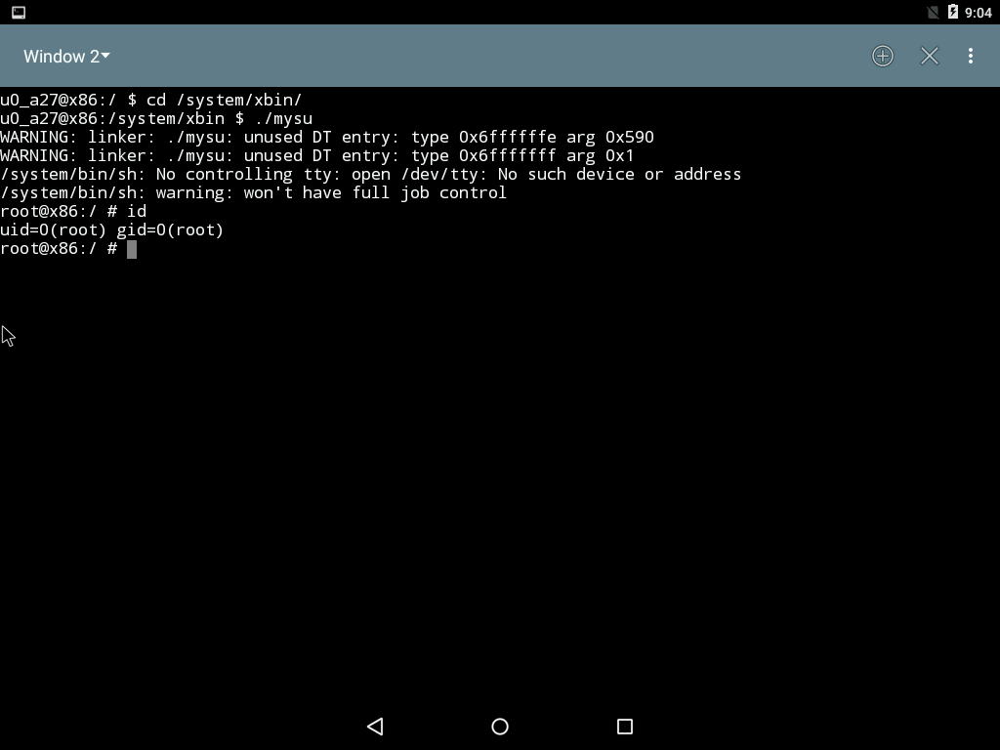 9:04
Window 2
u0_a27@x86:/ $ cd /system/xbin/
u0_a27@x86:/system/xbin $ ./mysu
WARNING: linker: ./mysu: unused DT entry: type 0x6ffffffe arg 0x590
WARNING: linker: ./mysu: unused DT entry: type 0x6fffffff arg 0x1
/system/bin/sh: No controlling tty: open /dev/tty: No such device or address
/system/bin/sh: warning: won't have full job control
root@x86:/ # id
uid=0(root) gid=0(root)
root@x86:/ #